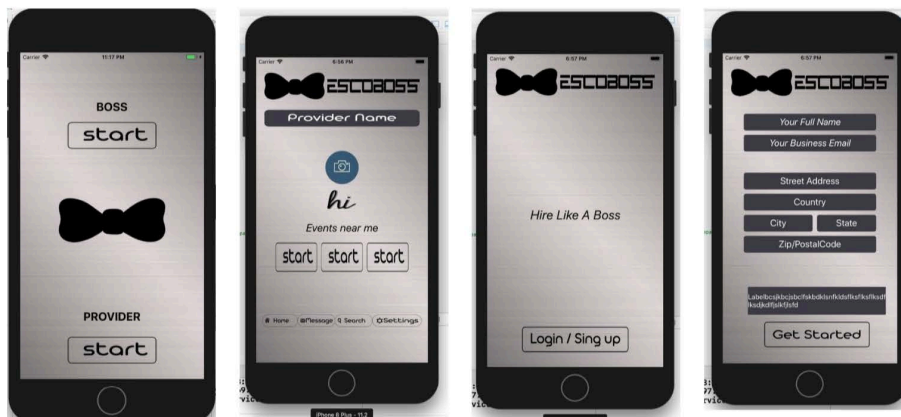 Carrier 11:17 PM
BOSS
start
PROVIDER
start
Carrier 6:56 PM
ESCOBOSS
Provider Name
hi
Events near me
start start start
Home Message Search Settings
iPhone 6 Plus - 11.2
Carrier 6:57 PM
ESCOBOSS
Hire Like A Boss
Login / Sing up
Carrier 6:57 PM
ESCOBOSS
Your Full Name
Your Business Email
Street Address
Country
City State
Zip/PostalCode
Get Started